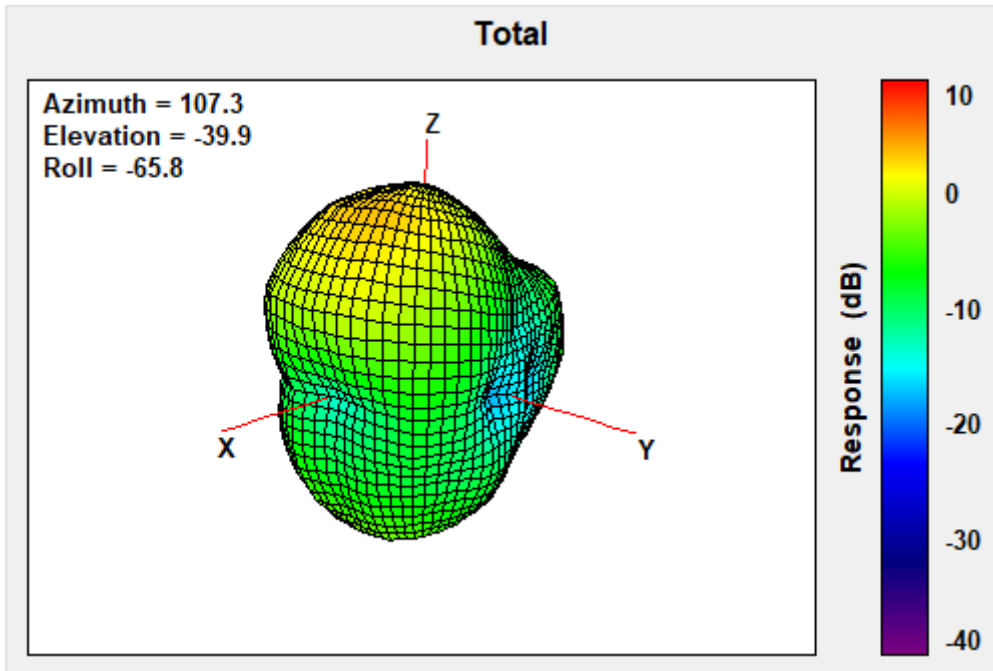 Total
Azimuth = 107.3
Elevation = -39.9
Roll = -65.8
Z
X
Y
Response (dB)
10
0
-10
-20
-30
-40